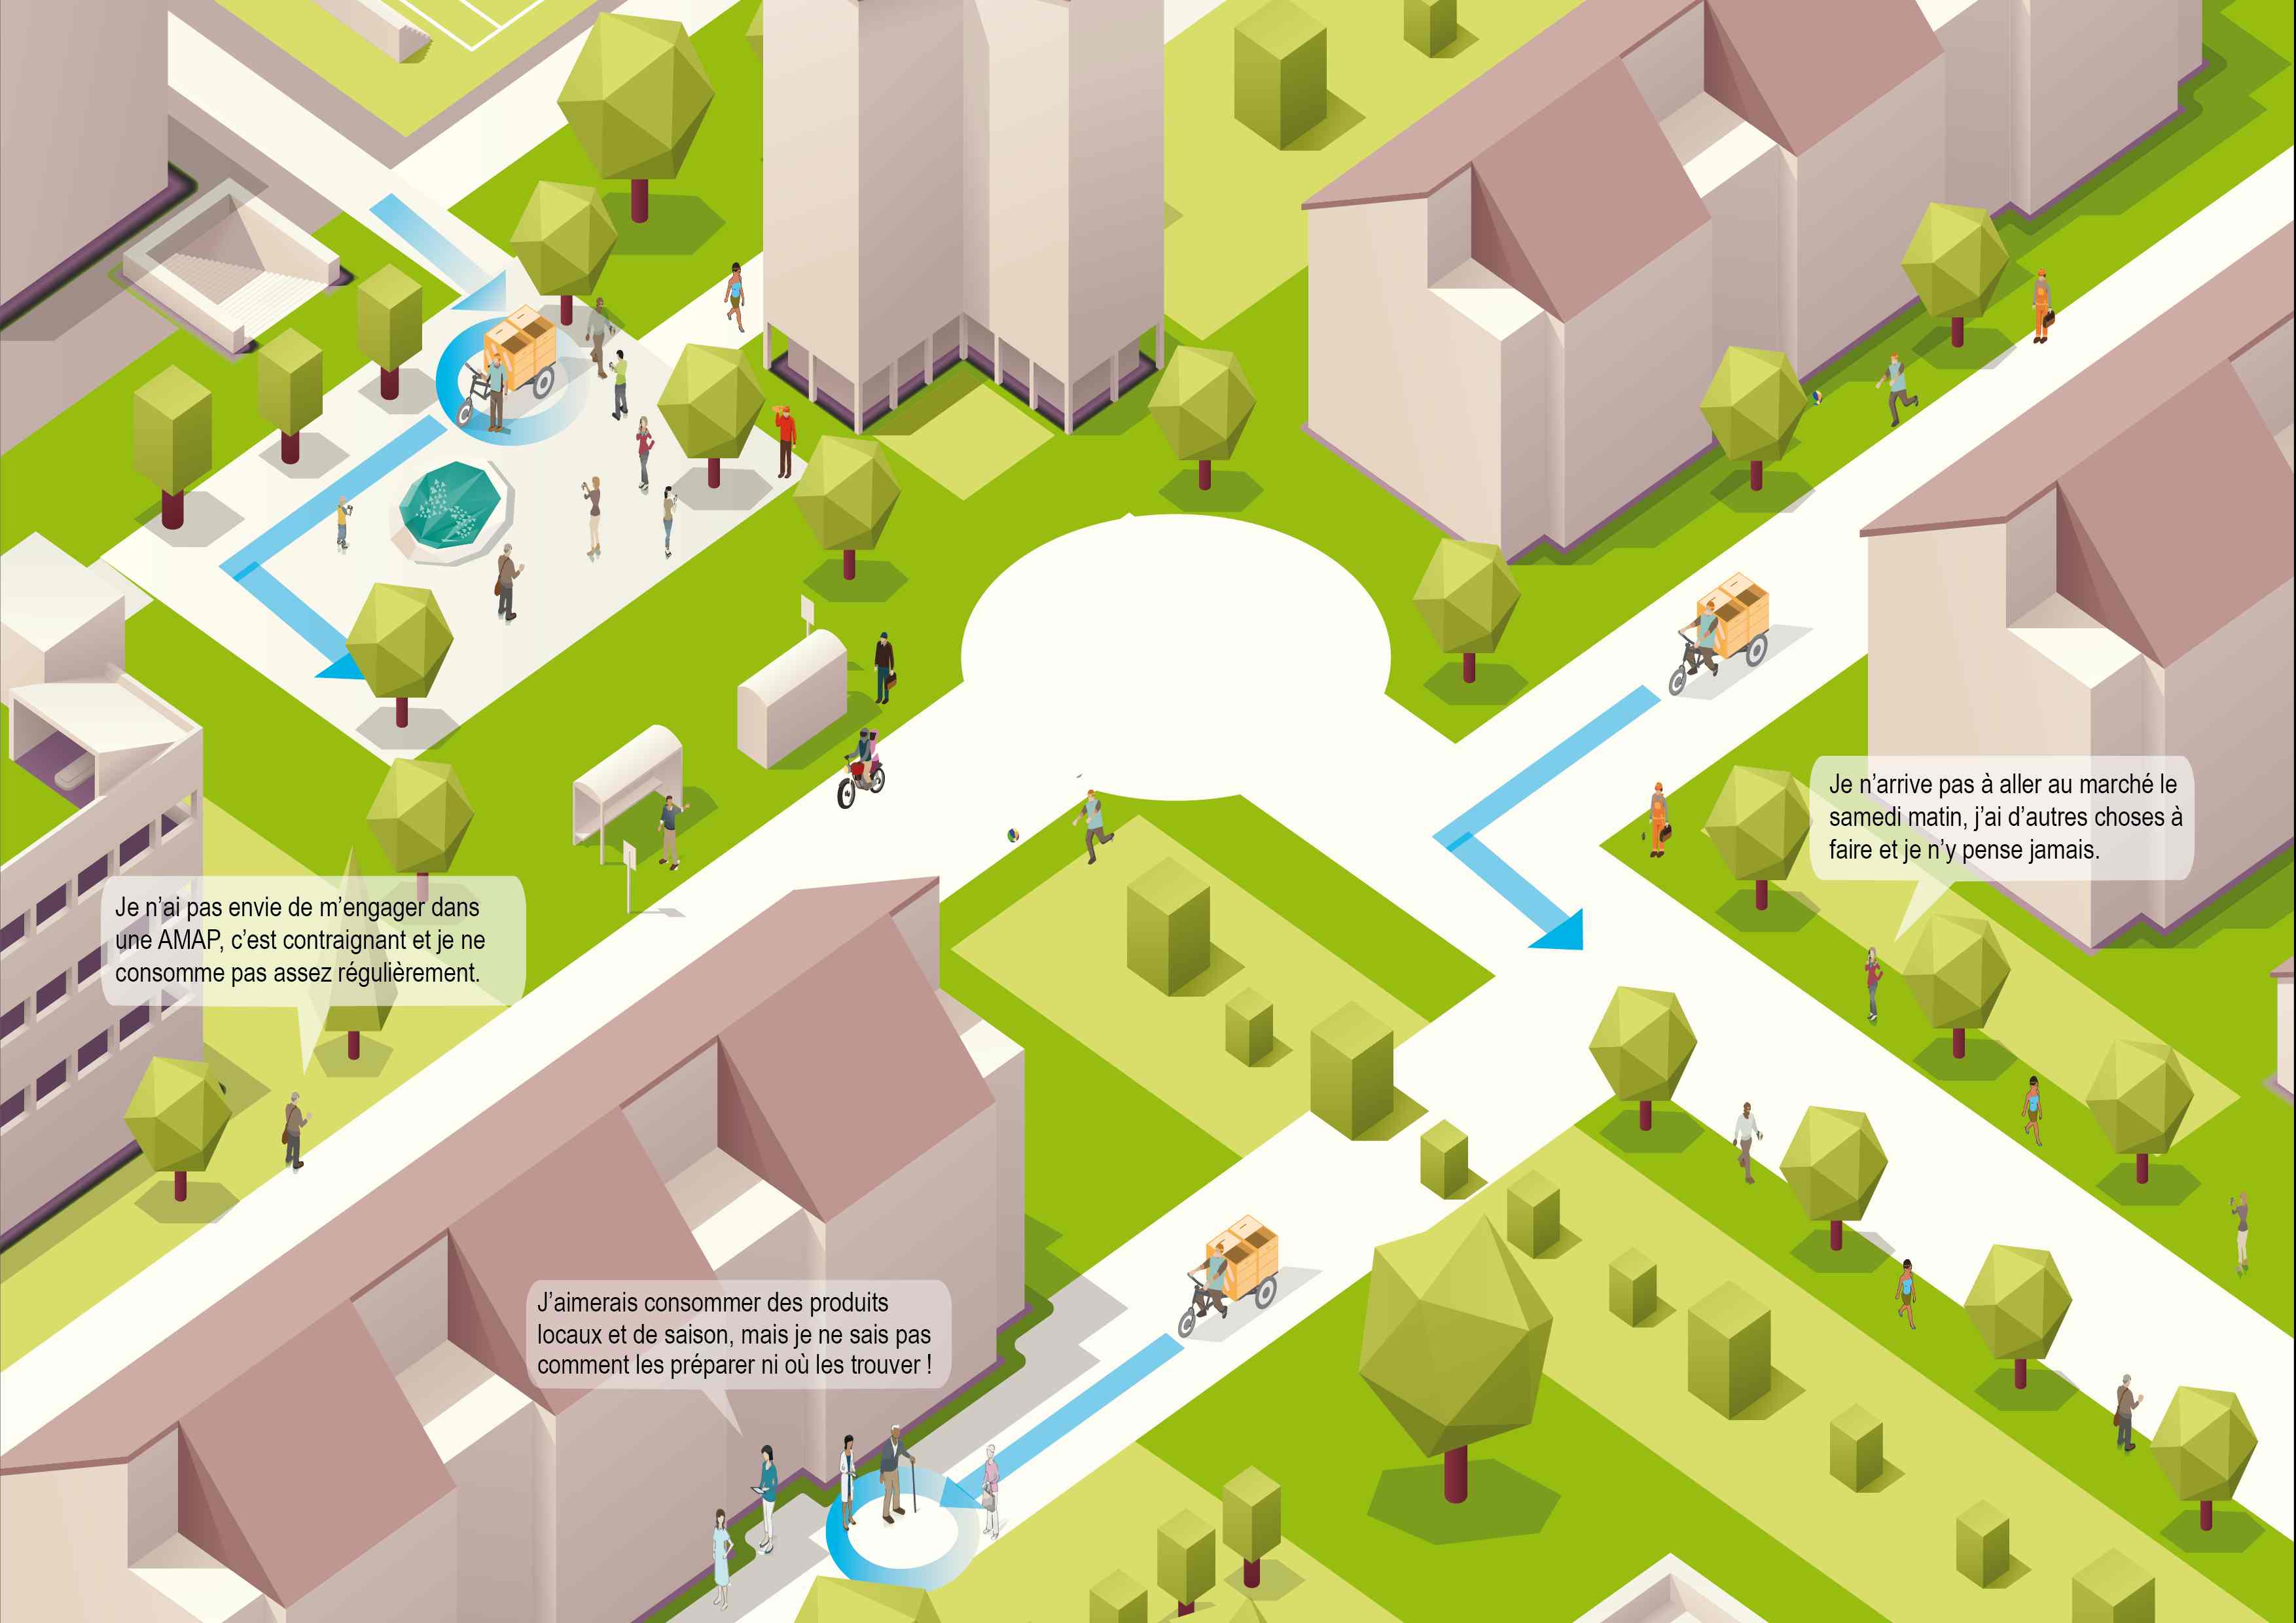 Je n’arrive pas à aller au marché le
samedi matin, j’ai d’autres choses à
faire et je n’y pense jamais.
Je n’ai pas envie de m’engager dans
une AMAP, c’est contraignant et je ne
consomme pas assez régulièrement.
J’aimerais consommer des produits
locaux et de saison, mais je ne sais pas
comment les préparer ni où les trouver !